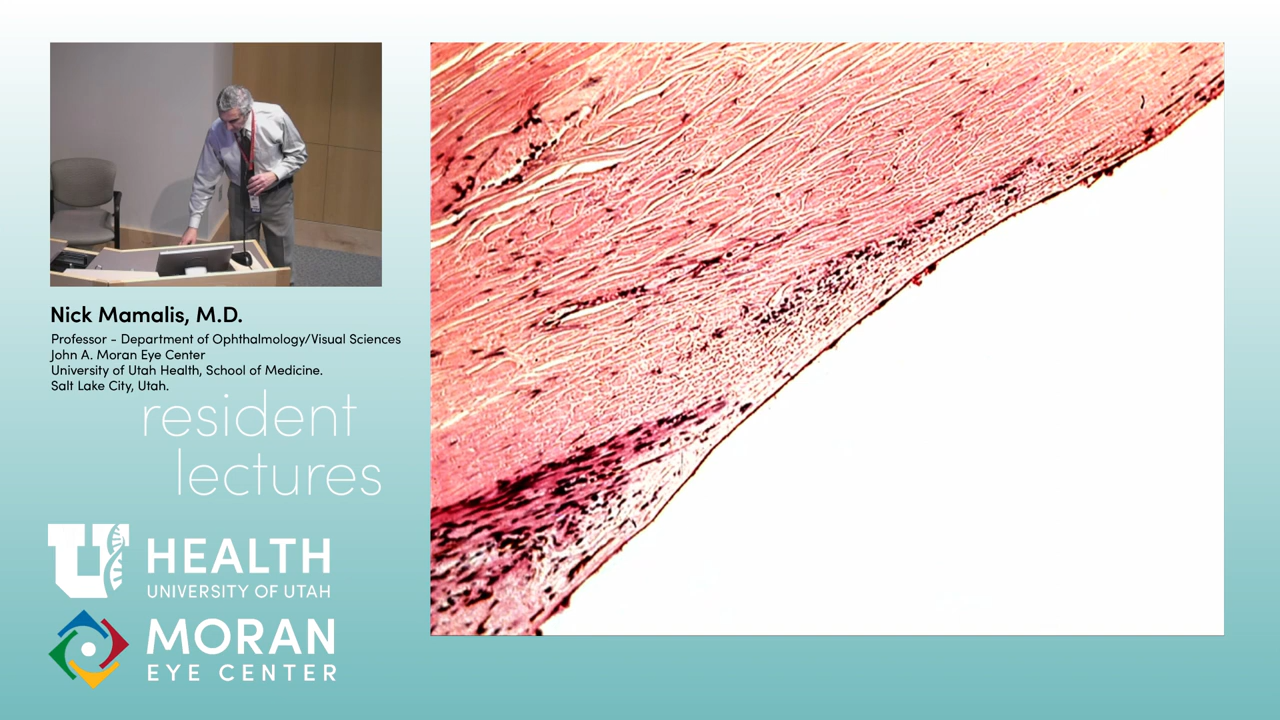 Nick Mamalis, M.D.
Professor - Department of Ophthalmology/Visual Sciences
John A. Moran Eye Center
University of Utah Health, School of Medicine.
Salt Lake City, Utah.
resident
lectures
U HEALTH
UNIVERSITY OF UTAH
MORAN
EYE CENTER